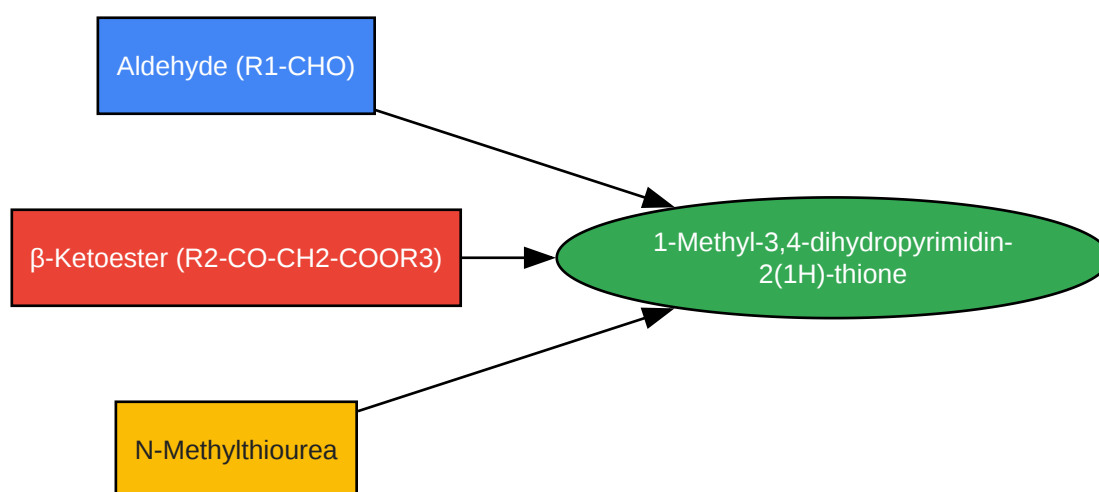 Aldehyde (R1-CHO)
β-Ketoester (R2-CO-CH2-COOR3)
1-Methyl-3,4-dihydropyrimidin-
2(1H)-thione
N-Methylthiourea